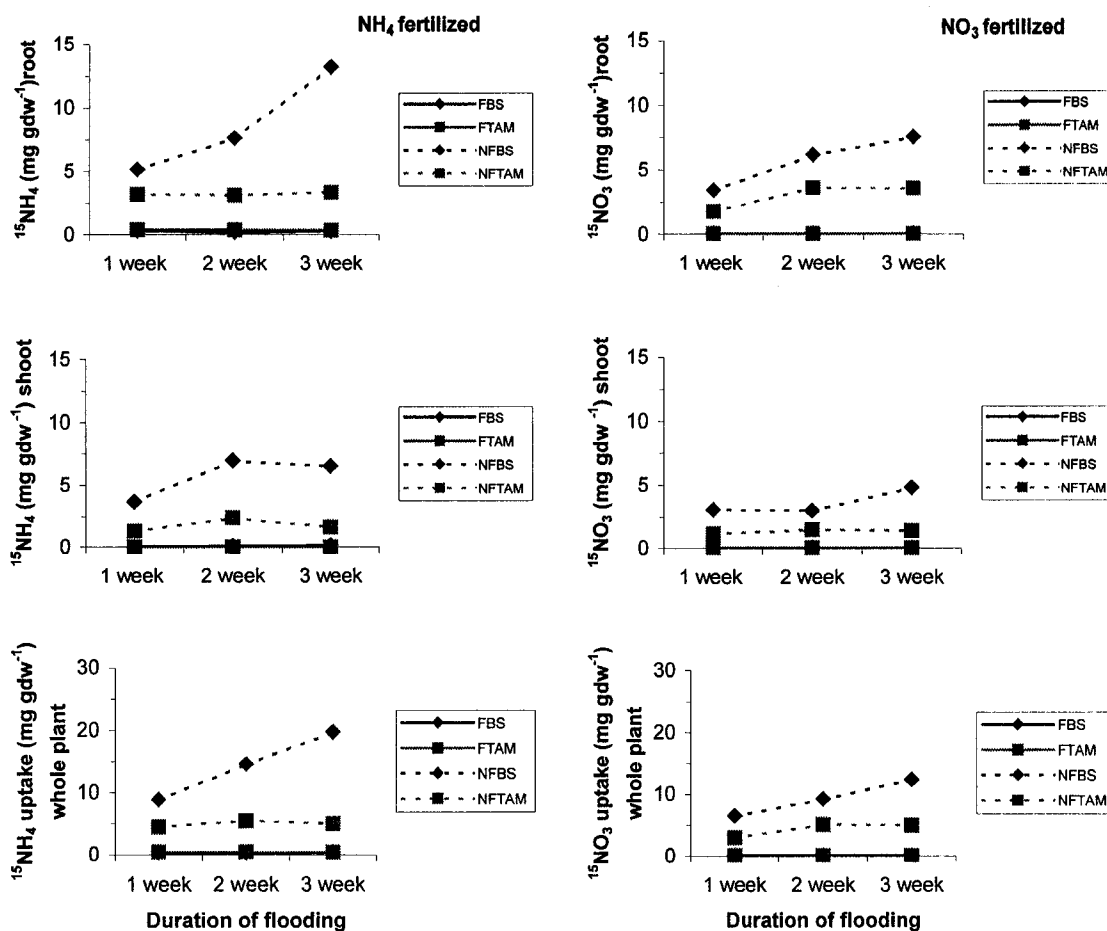 NH₄ fertilized
¹⁵NH₄ (mg gdw⁻¹)root
15
10
5
0
1 week 2 week 3 week
FBS
FTAM
NFBS
NFTAM
NO₃ fertilized
¹⁵NO₃ (mg gdw⁻¹)root
15
10
5
0
1 week 2 week 3 week
FBS
FTAM
NFBS
NFTAM
¹⁵NH₄ (mg gdw⁻¹) shoot
15
10
5
0
1 week 2 week 3 week
FBS
FTAM
NFBS
NFTAM
¹⁵NO₃ (mg gdw⁻¹) shoot
15
10
5
0
1 week 2 week 3 week
FBS
FTAM
NFBS
NFTAM
¹⁵NH₄ uptake (mg gdw⁻¹)
whole plant
30
20
10
0
1 week 2 week 3 week
Duration of flooding
FBS
FTAM
NFBS
NFTAM
¹⁵NO₃ uptake (mg gdw⁻¹)
whole plant
30
20
10
0
1 week 2 week 3 week
Duration of flooding
FBS
FTAM
NFBS
NFTAM